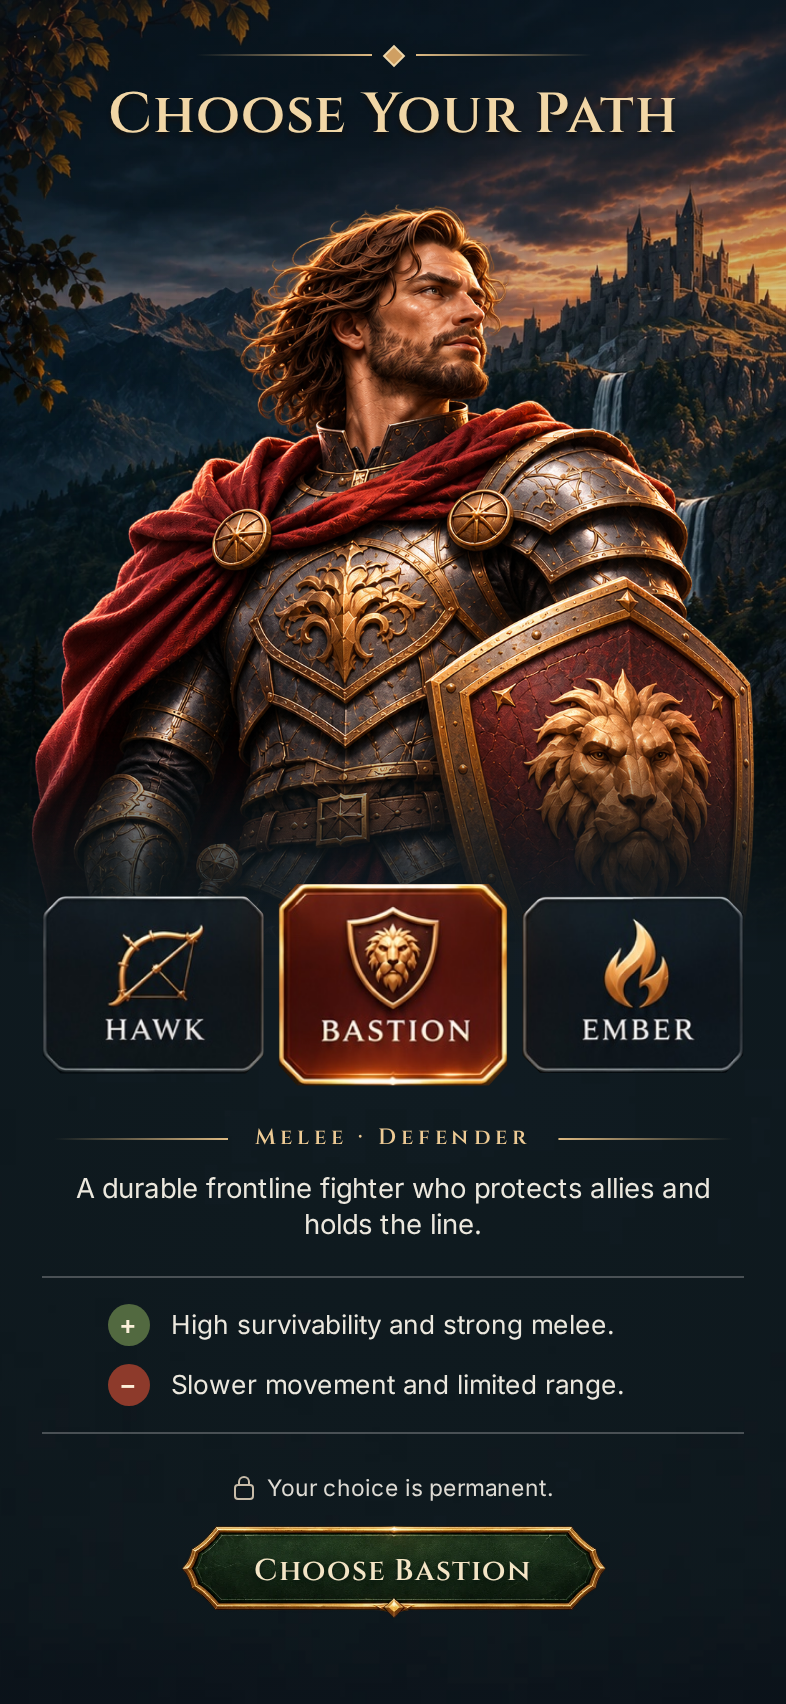 Choose Your Path
HAWK
BASTION
EMBER
Melee · Defender
A durable frontline fighter who protects allies and
holds the line.
+ High survivability and strong melee.
− Slower movement and limited range.
Your choice is permanent.
Choose Bastion